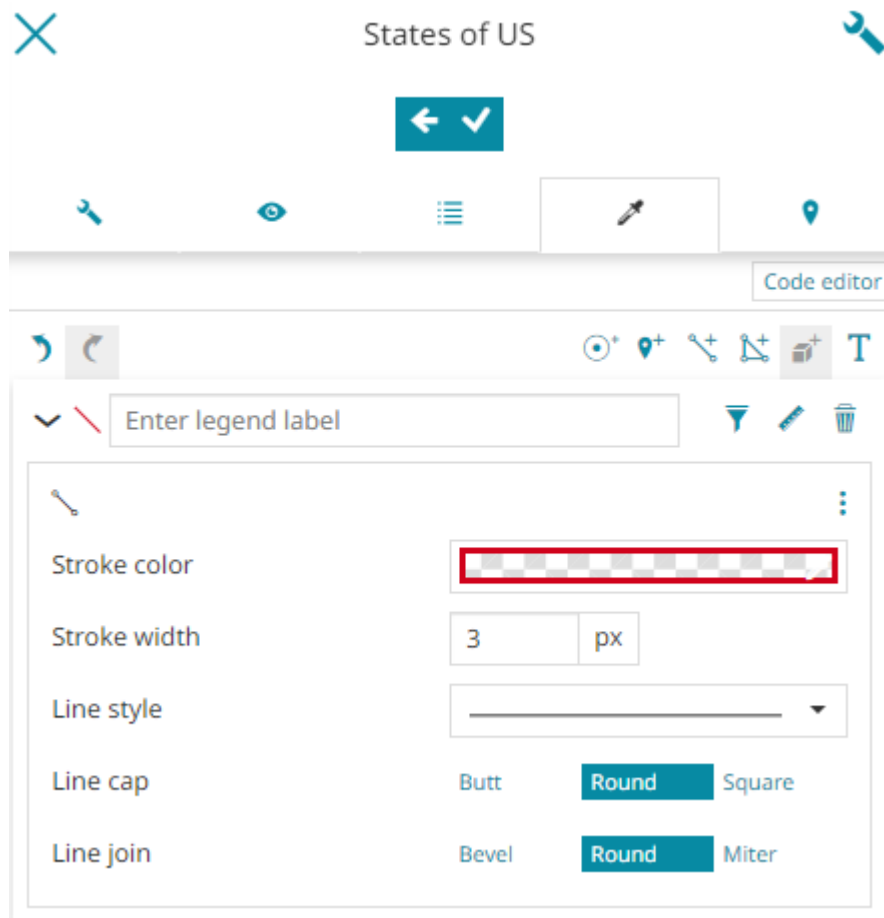 States of US
Code editor
T
Enter legend label
Stroke color
Stroke width 3 px
Line style
Line cap Butt Round Square
Line join Bevel Round Miter